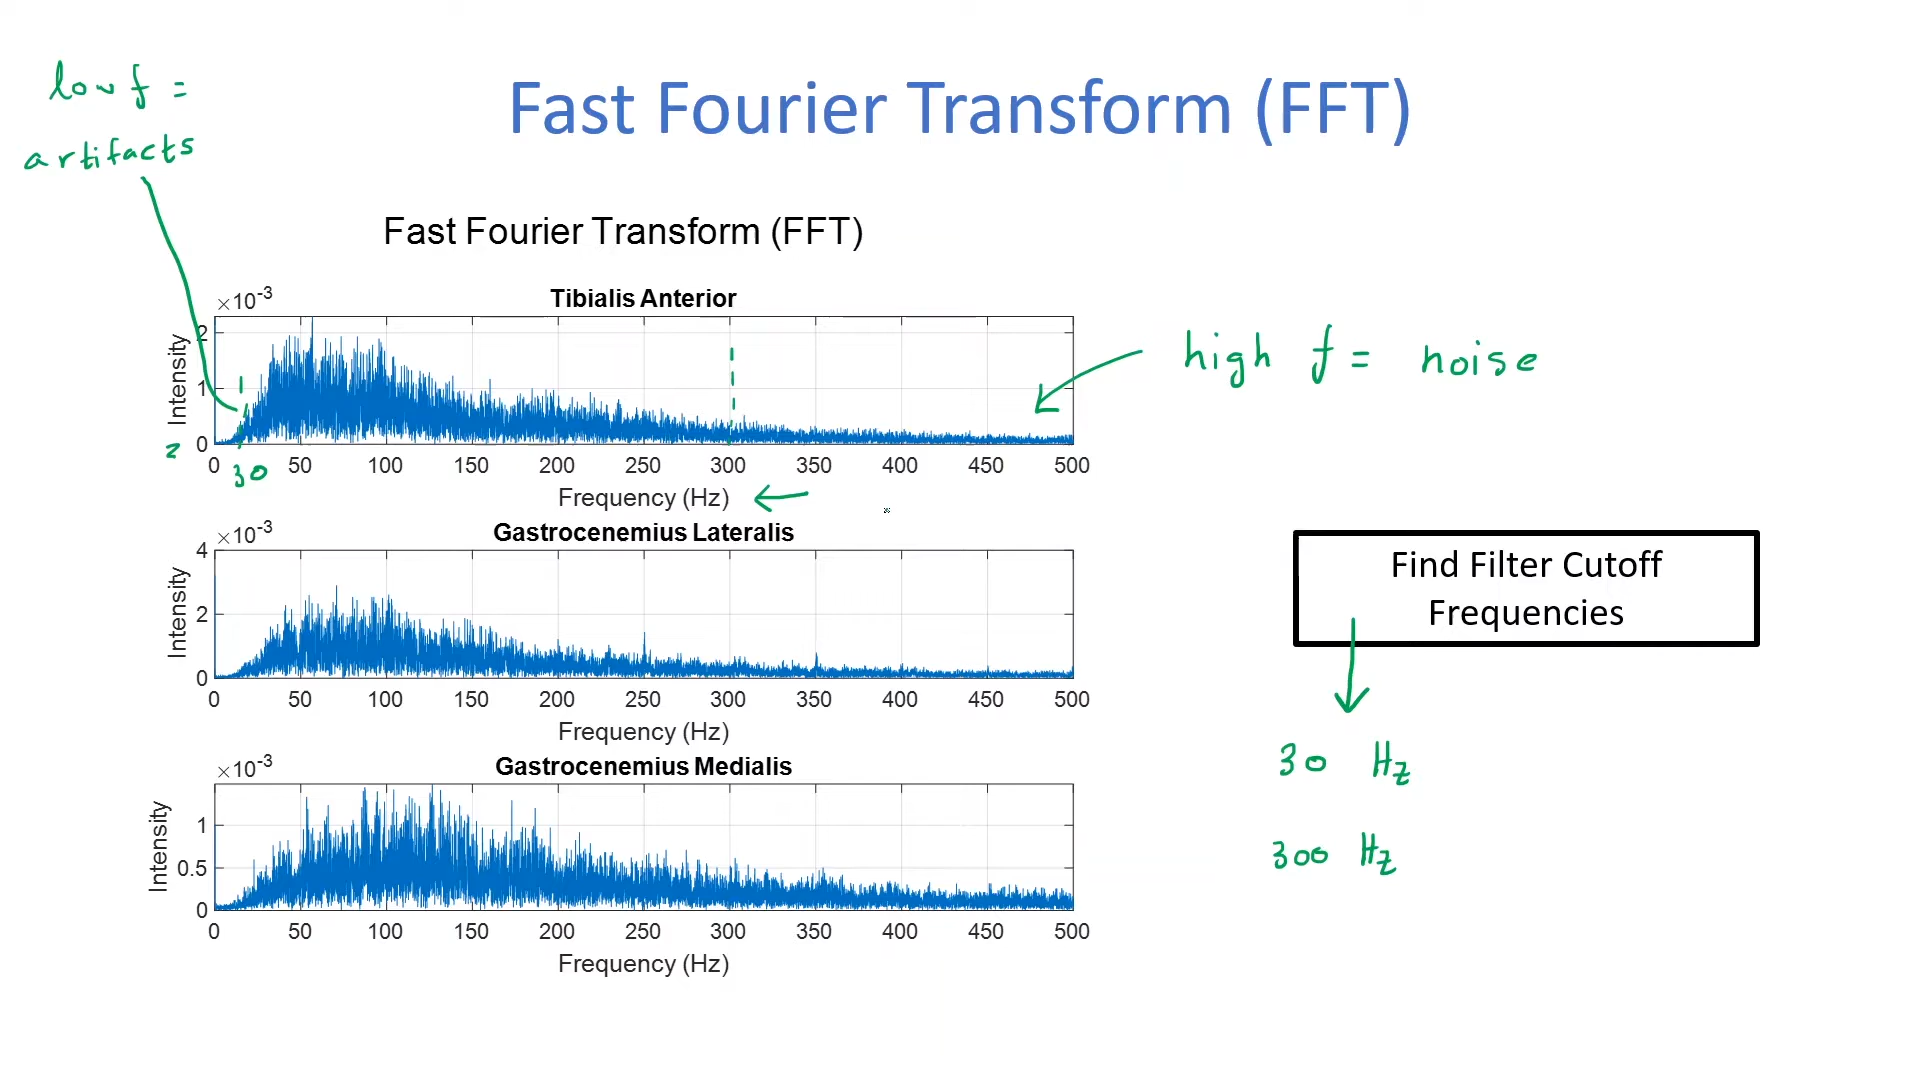 low f =
artifacts
Fast Fourier Transform (FFT)
Fast Fourier Transform (FFT)
×10-3
Tibialis Anterior
Intensity
2
1
0
0 50 100 150 200 250 300 350 400 450 500
z
30
Frequency (Hz)
high f = noise
×10-3
Gastrocenemius Lateralis
Intensity
4
2
0
0 50 100 150 200 250 300 350 400 450 500
Frequency (Hz)
×10-3
Gastrocenemius Medialis
Intensity
1
0.5
0
0 50 100 150 200 250 300 350 400 450 500
Frequency (Hz)
Find Filter Cutoff
Frequencies
30 Hz
300 Hz